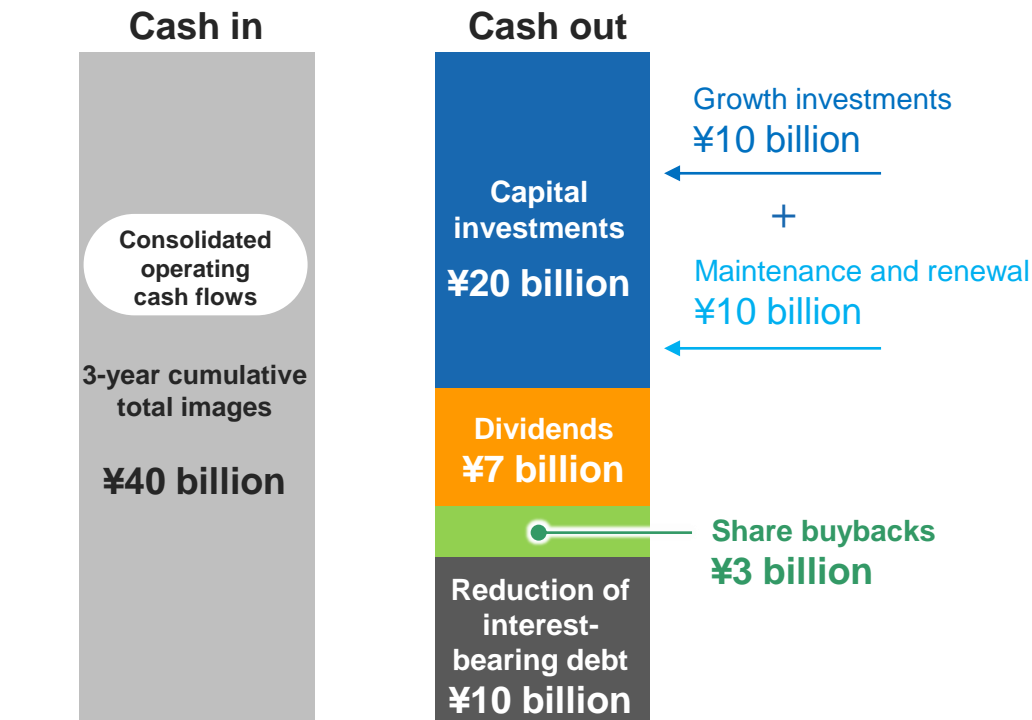 Cash in
Consolidated
operating
cash flows
3-year cumulative
total images
¥40 billion
Cash out
Capital
investments
¥20 billion
Dividends
¥7 billion
Reduction of
interest-
bearing debt
¥10 billion
Growth investments
¥10 billion
+
Maintenance and renewal
¥10 billion
Share buybacks
¥3 billion